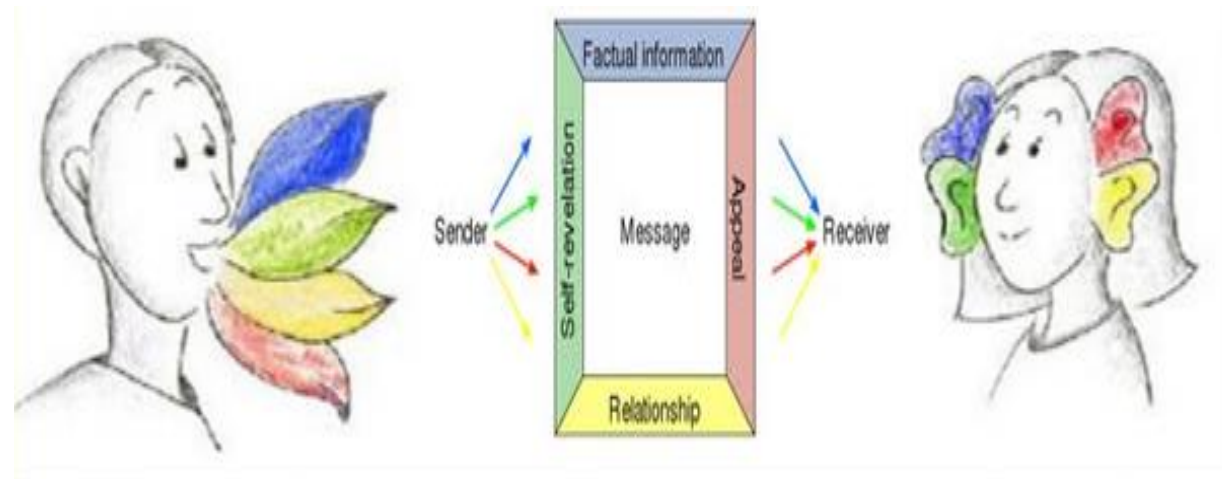 Factual information
Sender
Self-revelation
Message
Appeal
Receiver
Relationship